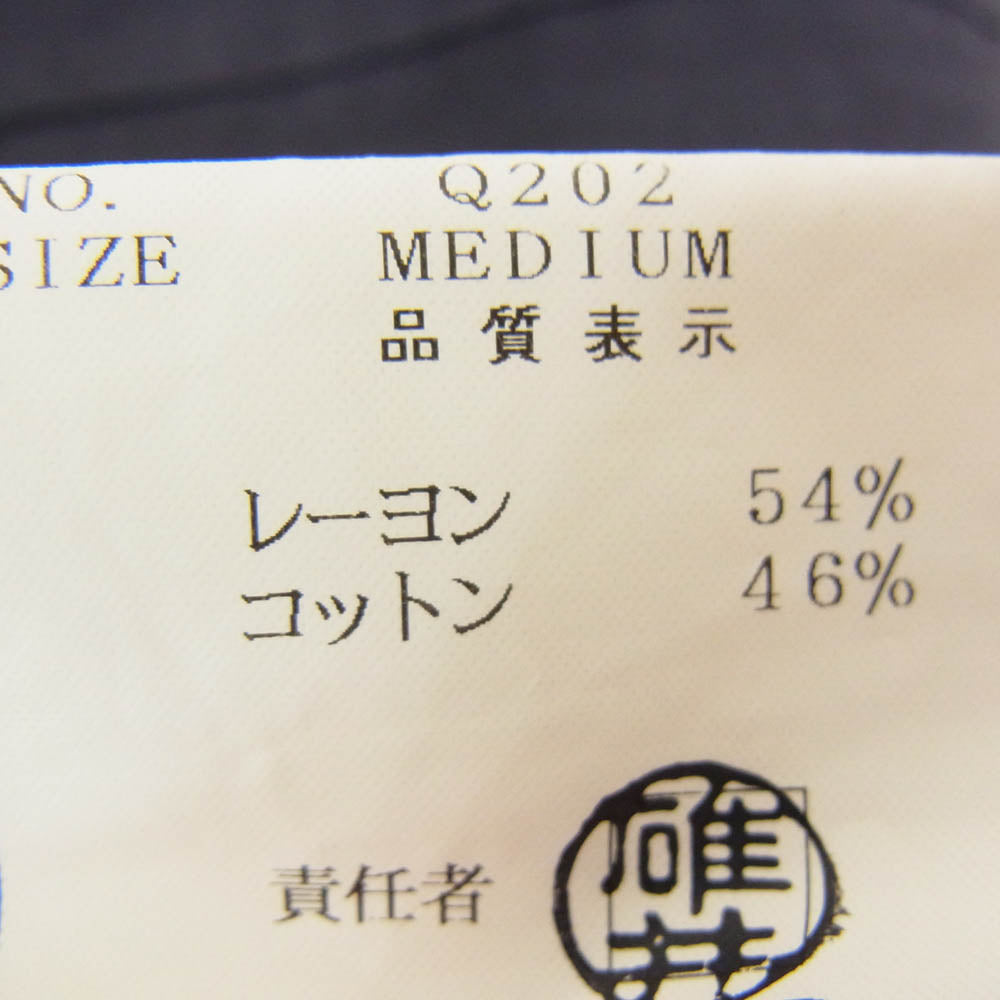 NO. Q202
SIZE MEDIUM
品質表示
レーヨン 54%
コットン 46%
責任者